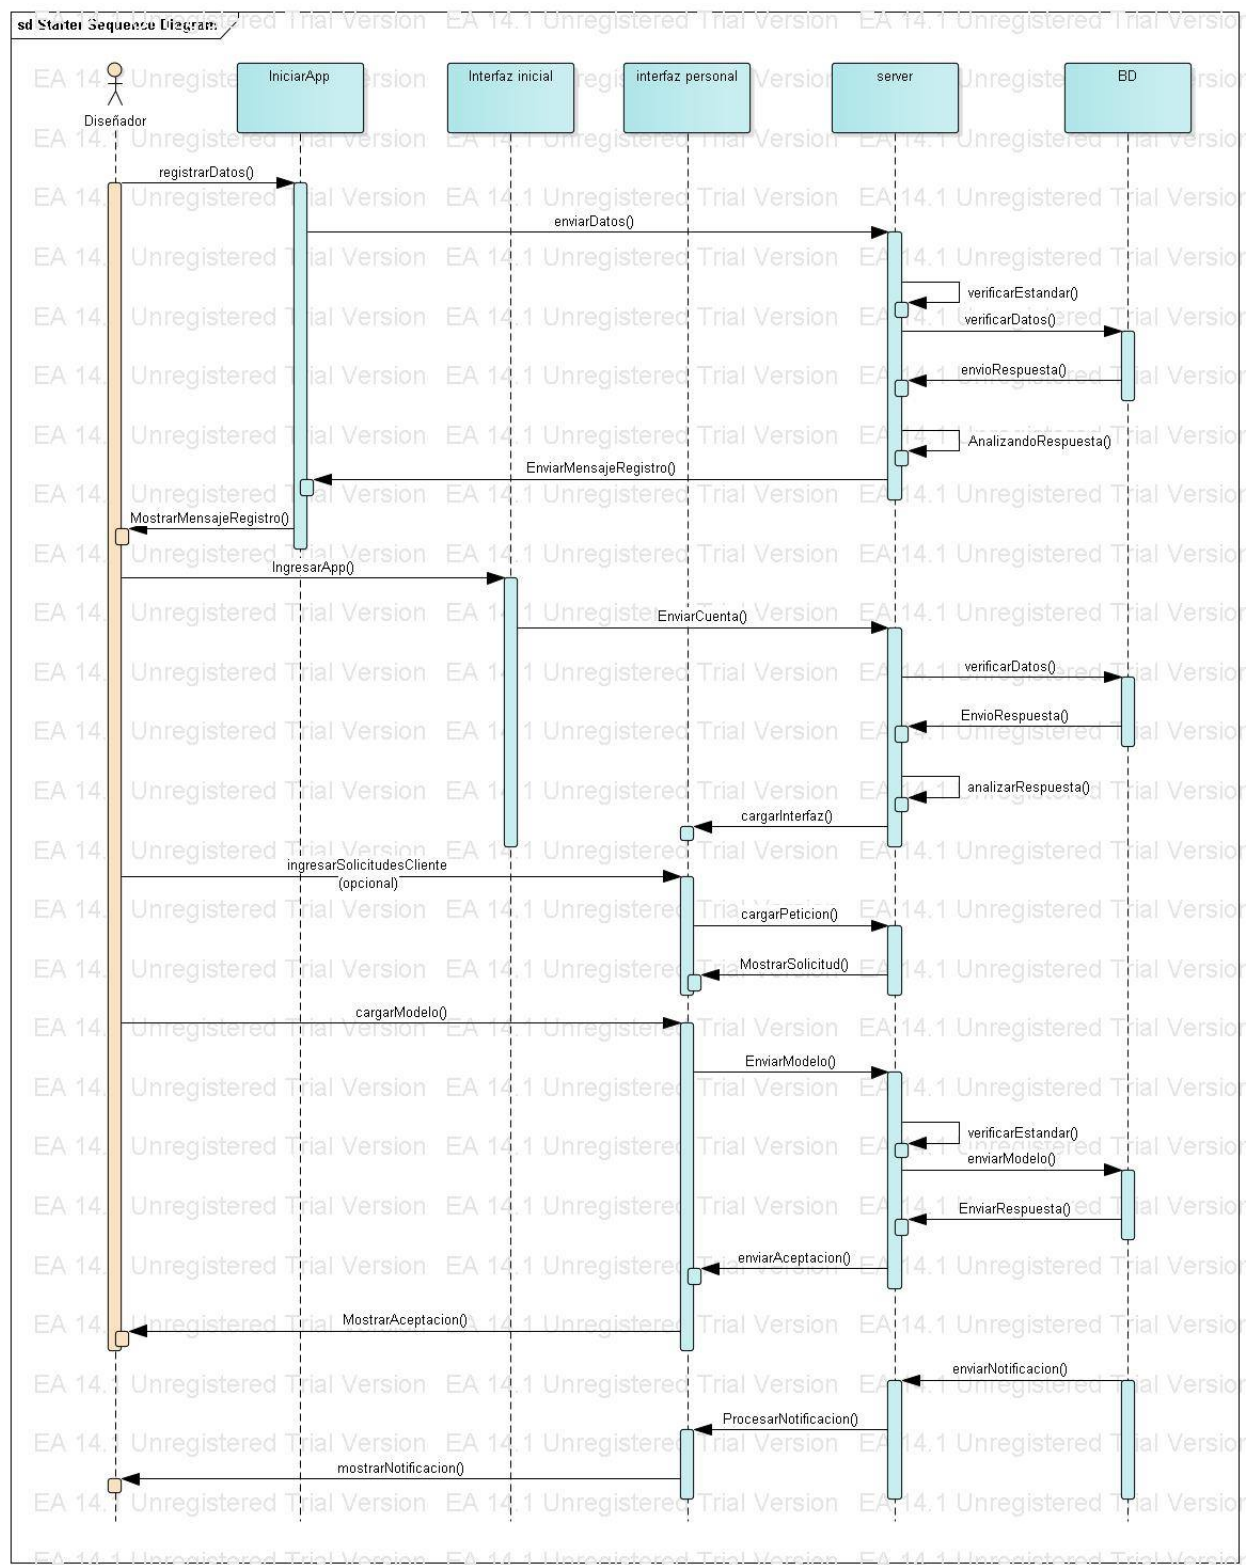 sd Starter Sequence Diagram
Diseñador
IniciarApp
Interfaz inicial
interfaz personal
server
BD
registrarDatos()
enviarDatos()
verificarEstandar()
verificarDatos()
envioRespuesta()
AnalizandoRespuesta()
EnviarMensajeRegistro()
MostrarMensajeRegistro()
IngresarApp()
EnviarCuenta()
verificarDatos()
EnvioRespuesta()
analizarRespuesta()
cargarInterfaz()
ingresarSolicitudesCliente
(opcional)
cargarPeticion()
MostrarSolicitud()
cargarModelo()
EnviarModelo()
verificarEstandar()
enviarModelo()
EnviarRespuesta()
enviarAceptacion()
MostrarAceptacion()
enviarNotificacion()
ProcesarNotificacion()
mostrarNotificacion()
EA 14.1 Unregistered Trial Version